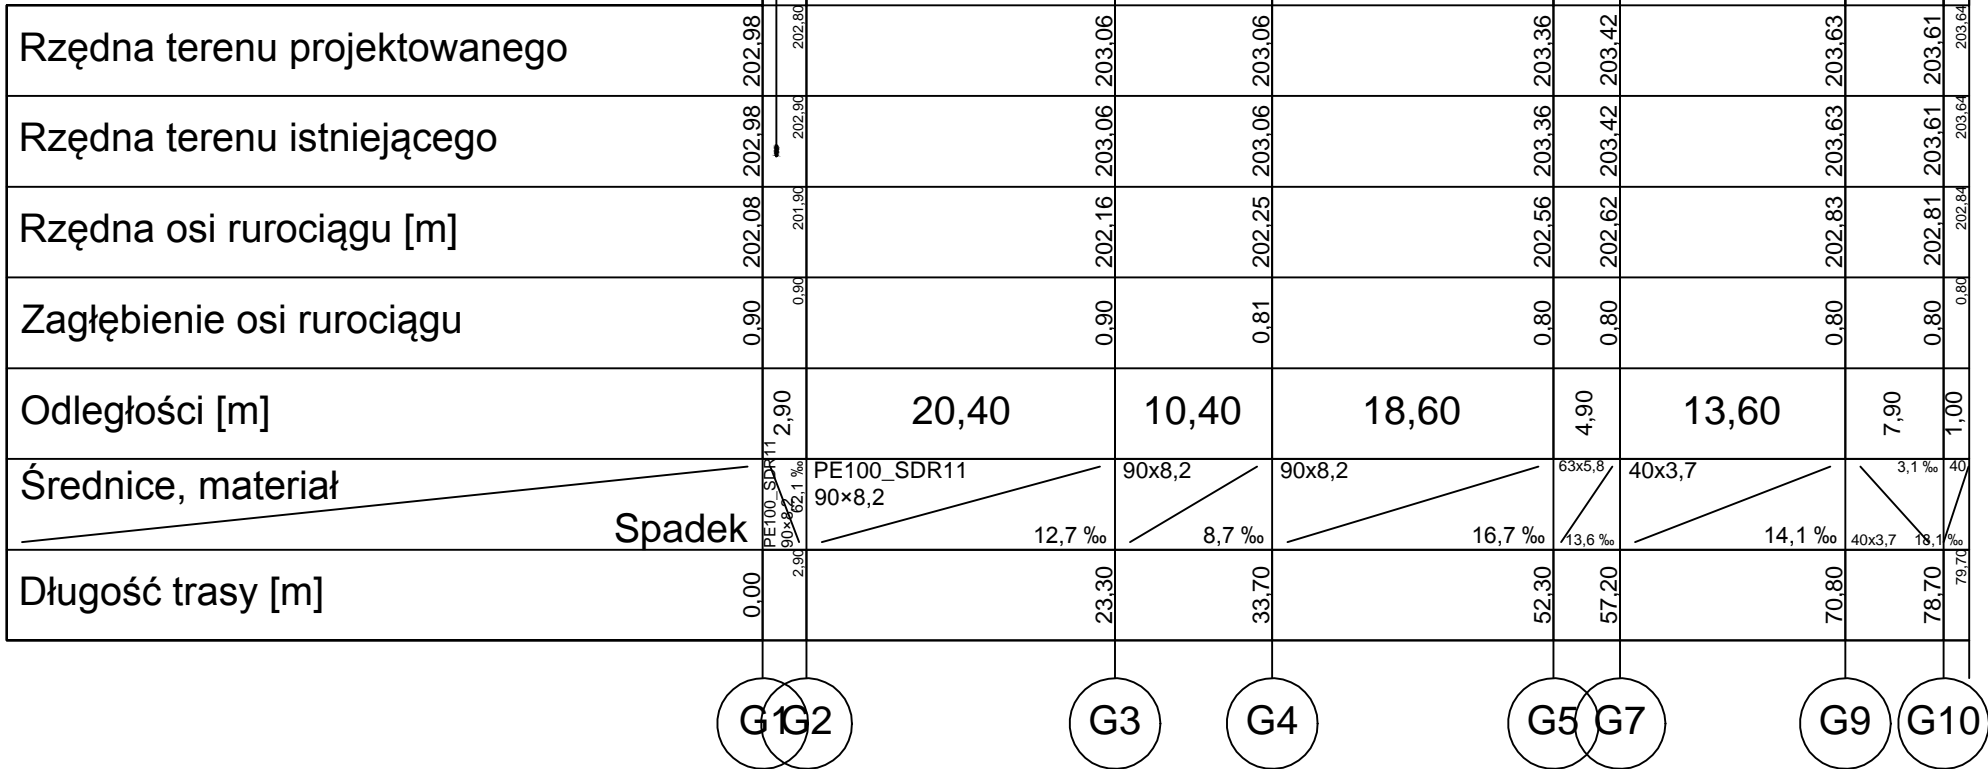 Rzędna terenu projektowanego 202,98 202,80 203,06 203,06 203,36 203,42 203,63 203,61 203,64
Rzędna terenu istniejącego 202,98 202,90 203,06 203,06 203,36 203,42 203,63 203,61 203,64
Rzędna osi rurociągu [m] 202,08 201,90 202,16 202,25 202,56 202,62 202,83 202,81 202,84
Zagłębienie osi rurociągu 0,90 0,90 0,90 0,81 0,80 0,80 0,80 0,80 0,80
Odległości [m] 2,90 20,40 10,40 18,60 4,90 13,60 7,90 1,00
Średnice, materiał PE100_SDR11 PE100_SDR11 90x8,2 90x8,2 63x5,8 40x3,7 3,1 ‰ 40
90×8,2 62,1 ‰ 90×8,2
Spadek 12,7 ‰ 8,7 ‰ 16,7 ‰ 13,6 ‰ 14,1 ‰ 40x3,7 18,1 ‰
Długość trasy [m] 0,00 2,90 23,30 33,70 52,30 57,20 70,80 78,70 79,70
G1 G2 G3 G4 G5 G7 G9 G10